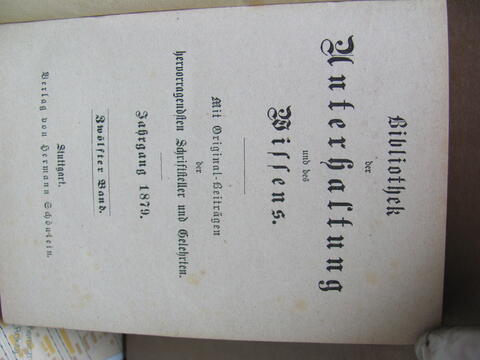 Bibliothek
der
Unterhaltung
und des
Wissens.
Mit Original-Beiträgen
der
hervorragendsten Schriftsteller und Gelehrten.
Jahrgang 1879.
Zwölfter Band.
Stuttgart.
Verlag von Hermann Schönlein.